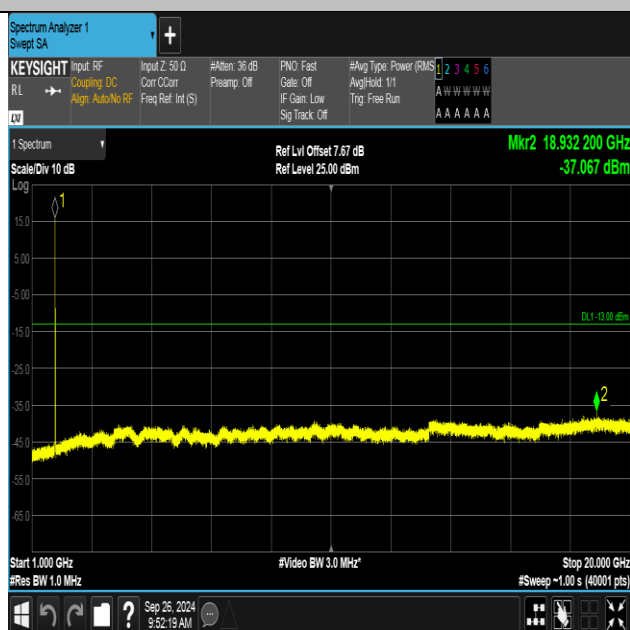 Spectrum Analyzer 1
Swept SA
+
KEYSIGHT
RL
LXI
Input: RF
Coupling: DC
Align: Auto/No RF
Input Z: 50 Ω
Corr CCorr
Freq Ref: Int (S)
#Atten: 36 dB
Preamp: Off
PNO: Fast
Gate: Off
IF Gain: Low
Sig Track: Off
#Avg Type: Power (RMS
Avg|Hold: 1/1
Trig: Free Run
1 2 3 4 5 6
A W W W W W
A A A A A A
1 Spectrum
Scale/Div 10 dB
Log
Ref Lvl Offset 7.67 dB
Ref Level 25.00 dBm
Mkr2 18.932 200 GHz
-37.067 dBm
1
15.0
5.00
-5.00
DL1 -13.00 dBm
-15.0
-25.0
-35.0
2
-45.0
-55.0
-65.0
Start 1.000 GHz
#Video BW 3.0 MHz*
Stop 20.000 GHz
#Res BW 1.0 MHz
#Sweep ~1.00 s (40001 pts)
?
Sep 26, 2024
9:52:19 AM